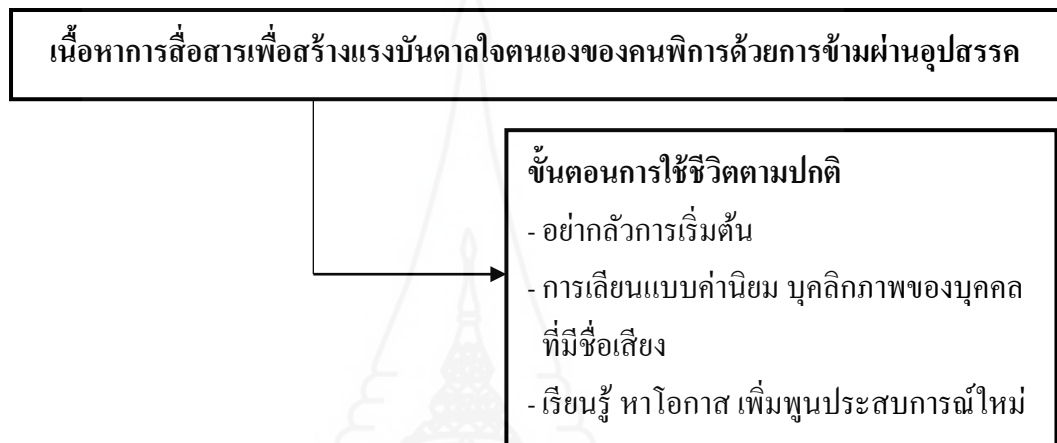 เนื้อหาการสื่อสารเพื่อสร้างแรงบันดาลใจตนเองของคนพิการด้วยการข้ามผ่านอุปสรรค
ขั้นตอนการใช้ชีวิตตามปกติ
- อย่ากลัวการเริ่มต้น
- การเลียนแบบค่านิยม บุคลิกภาพของบุคคล
ที่มีชื่อเสียง
- เรียนรู้ หาโอกาส เพิ่มพูนประสบการณ์ใหม่